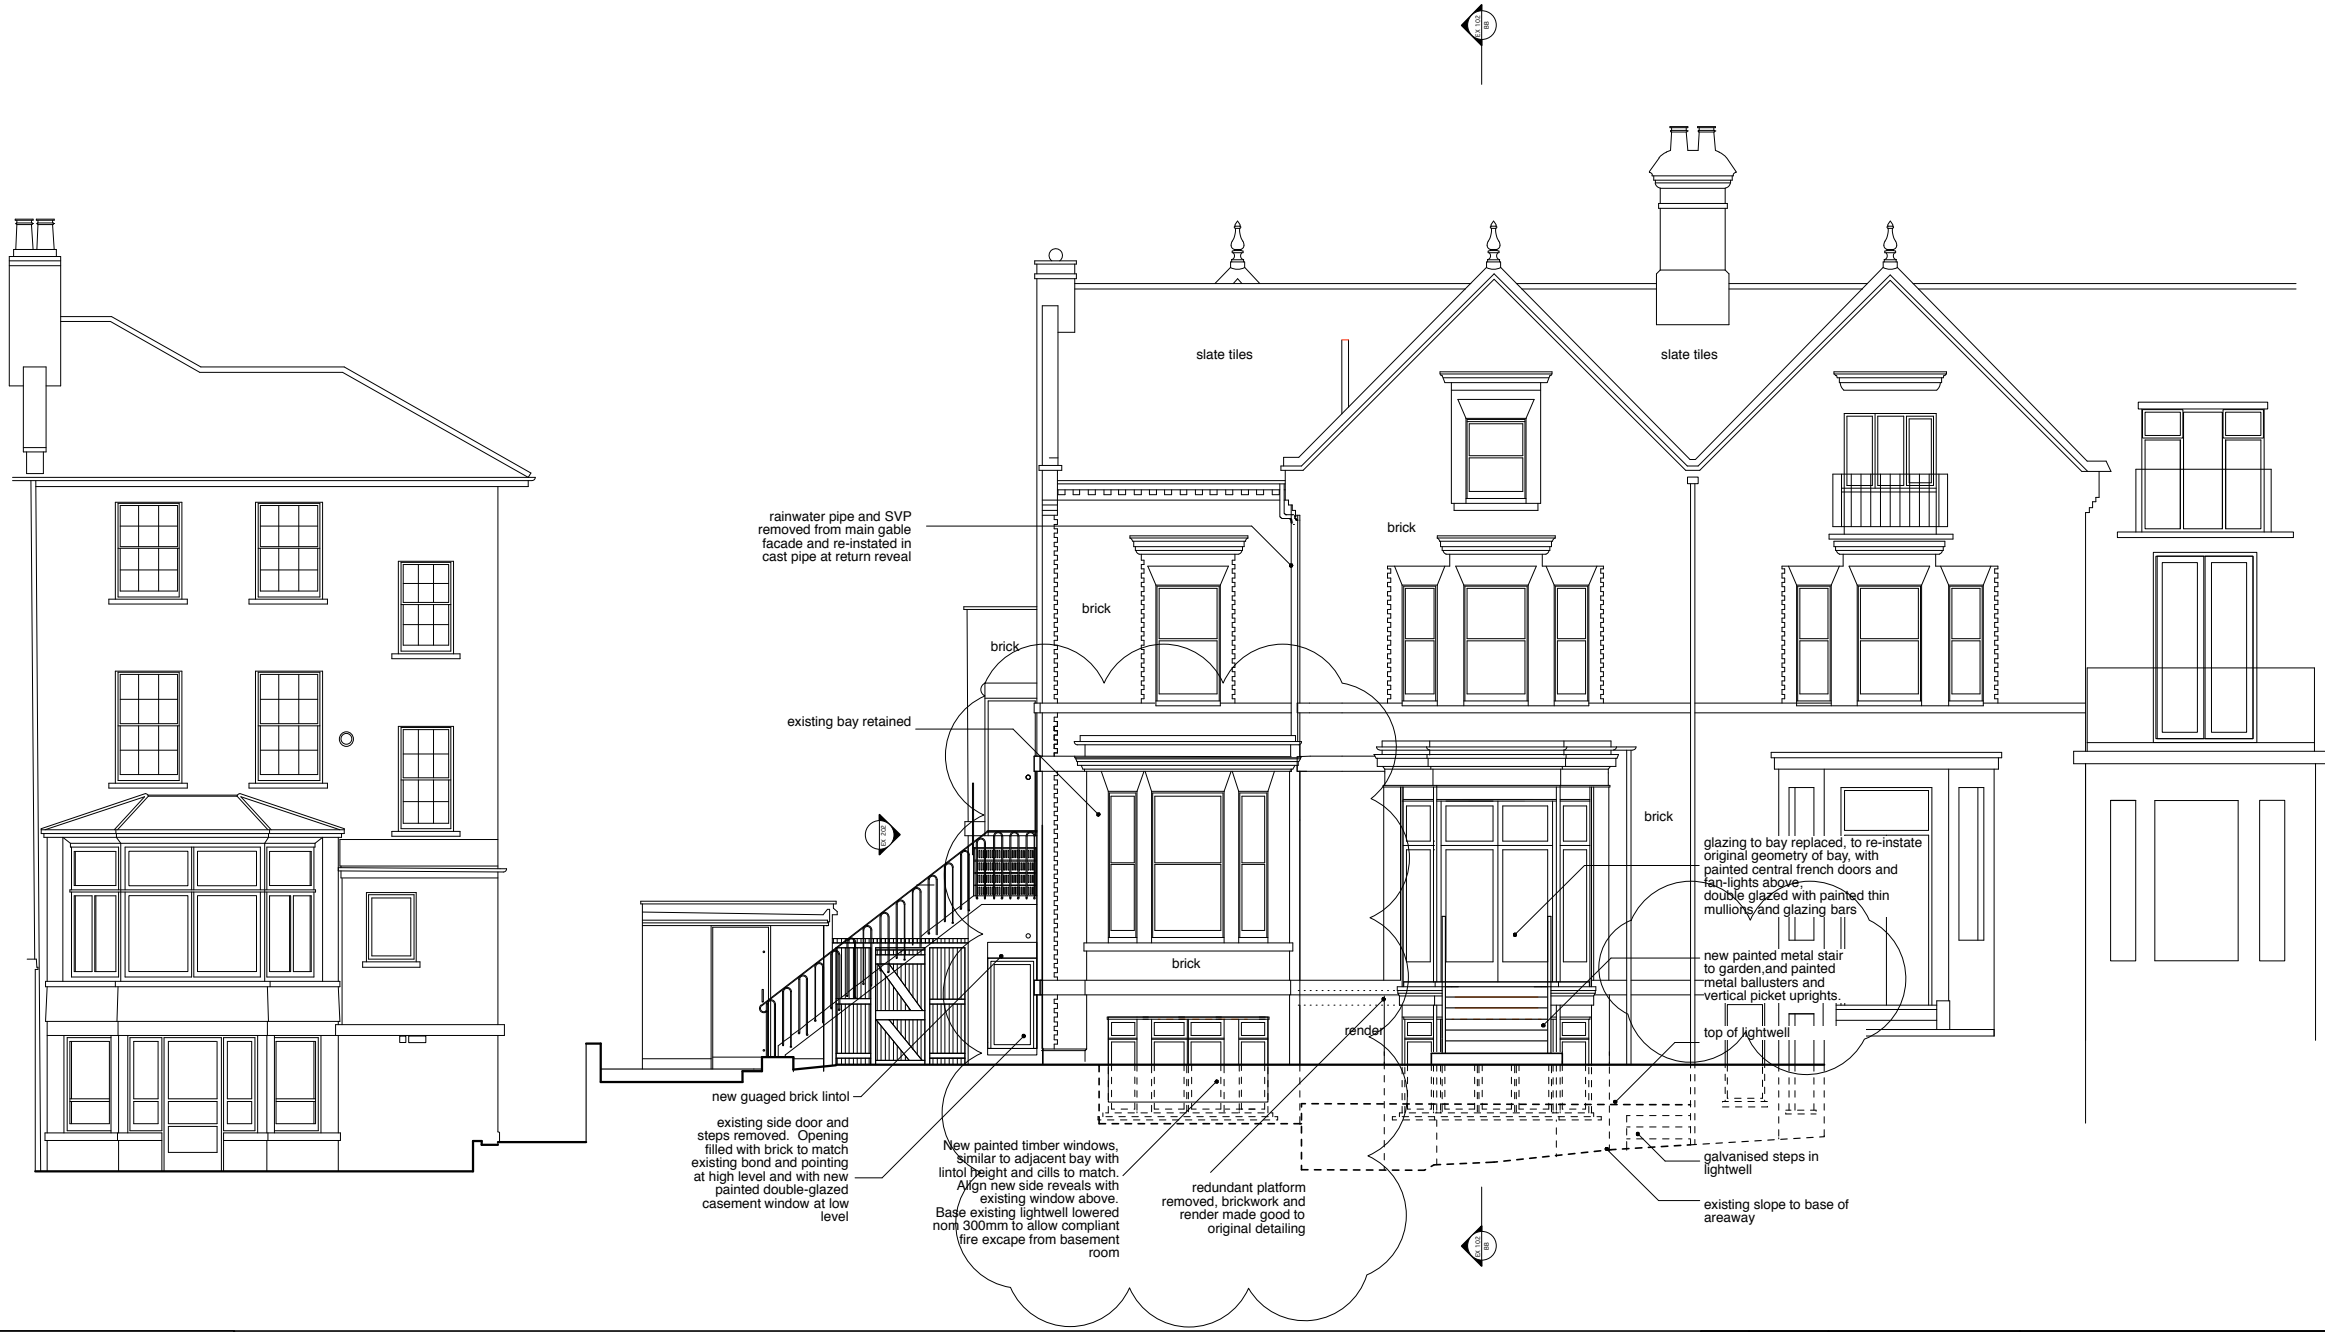 EX 102
BB
slate tiles
slate tiles
rainwater pipe and SVP
removed from main gable
facade and re-instated in
cast pipe at return reveal
brick
brick
brick
existing bay retained
EX 202
brick
glazing to bay replaced, to re-instate
original geometry of bay, with
painted central french doors and
fan-lights above,
double glazed with painted thin
mullions and glazing bars
brick
new painted metal stair
to garden,and painted
metal ballusters and
vertical picket uprights.
render
top of lightwell
new guaged brick lintol
existing side door and
steps removed. Opening
filled with brick to match
existing bond and pointing
at high level and with new
painted double-glazed
casement window at low
level
New painted timber windows,
similar to adjacent bay with
lintol height and cills to match.
Align new side reveals with
existing window above.
Base existing lightwell lowered
nom 300mm to allow compliant
fire excape from basement
room
redundant platform
removed, brickwork and
render made good to
original detailing
galvanised steps in
lightwell
existing slope to base of
areaway
EX 102
BB